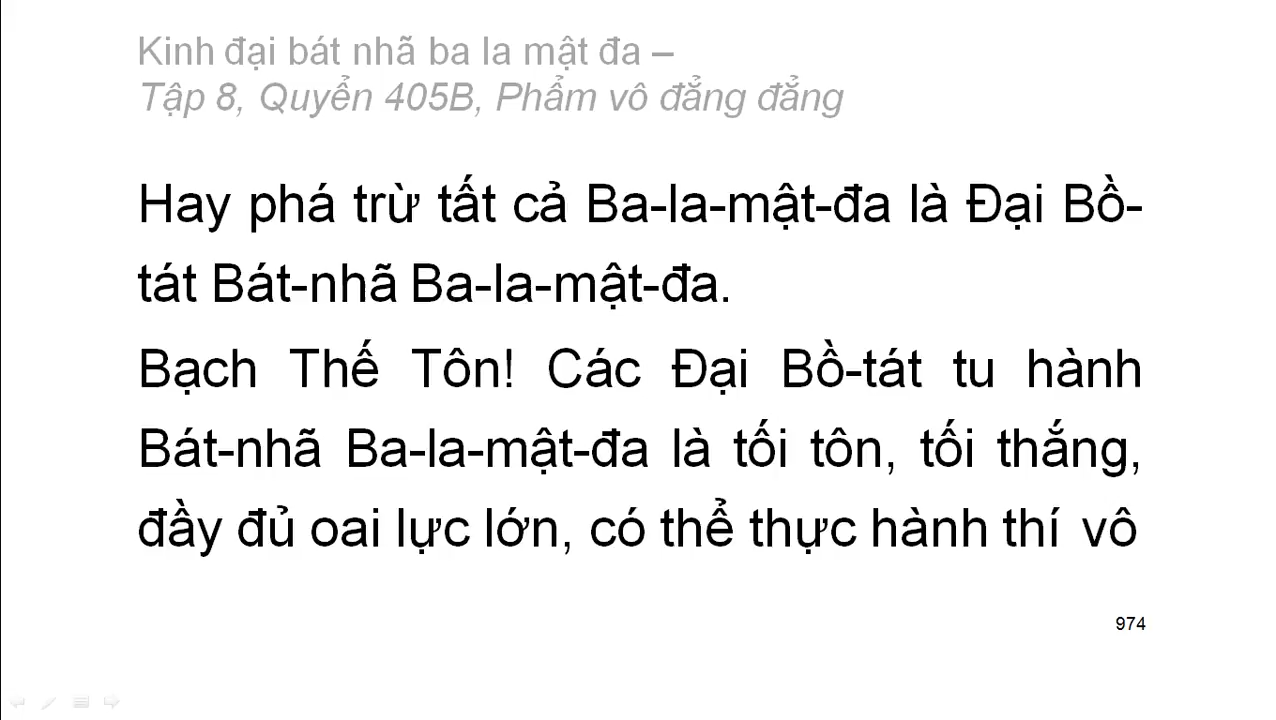 Kinh đại bát nhã ba la mật đa –
Tập 8, Quyển 405B, Phẩm vô đẳng đẳng
Hay phá trừ tất cả Ba-la-mật-đa là Đại Bồ-
tát Bát-nhã Ba-la-mật-đa.
Bạch Thế Tôn! Các Đại Bồ-tát tu hành
Bát-nhã Ba-la-mật-đa là tối tôn, tối thắng,
đầy đủ oai lực lớn, có thể thực hành thí vô
974